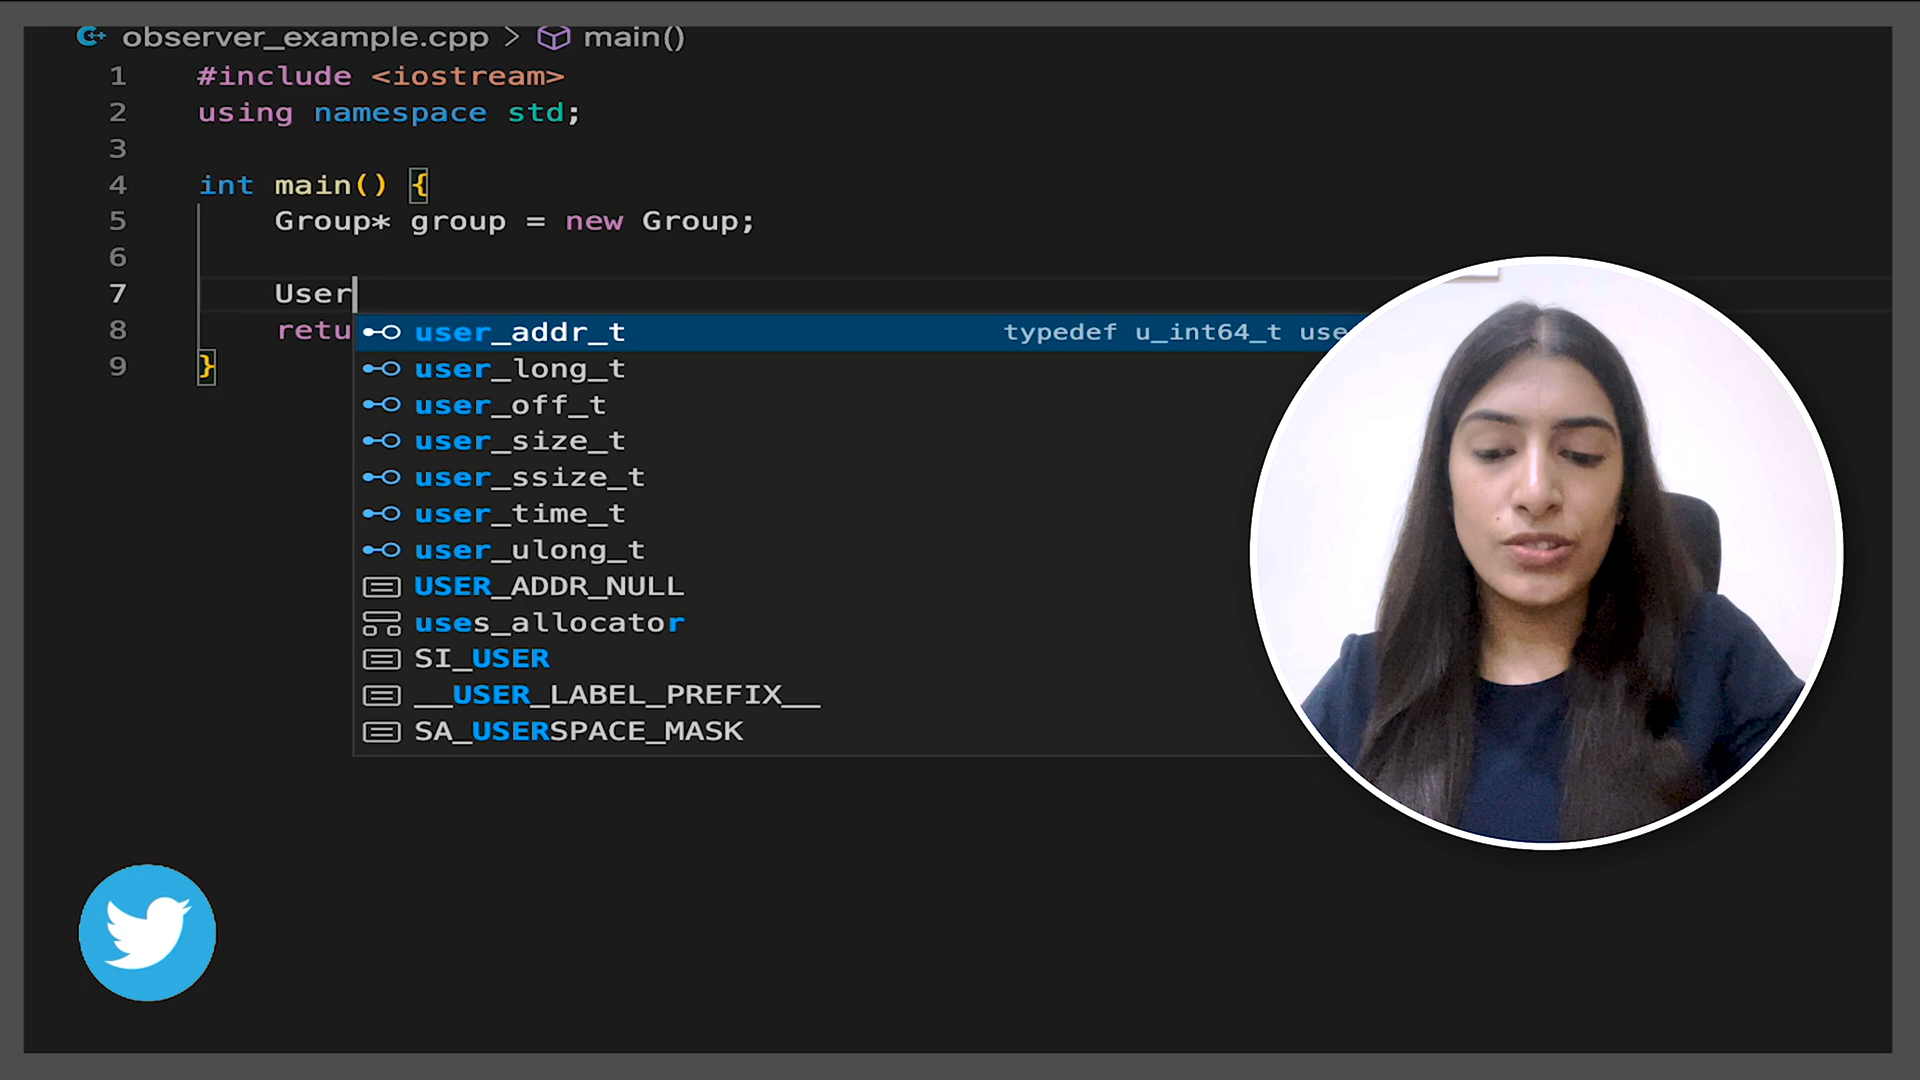 observer_example.cpp > main()
1 #include <iostream>
2 using namespace std;
3
4 int main() {
5 Group* group = new Group;
6
7 User
8 retu
9 }
user_addr_t typedef u_int64_t use
user_long_t
user_off_t
user_size_t
user_ssize_t
user_time_t
user_ulong_t
USER_ADDR_NULL
uses_allocator
SI_USER
__USER_LABEL_PREFIX__
SA_USERSPACE_MASK